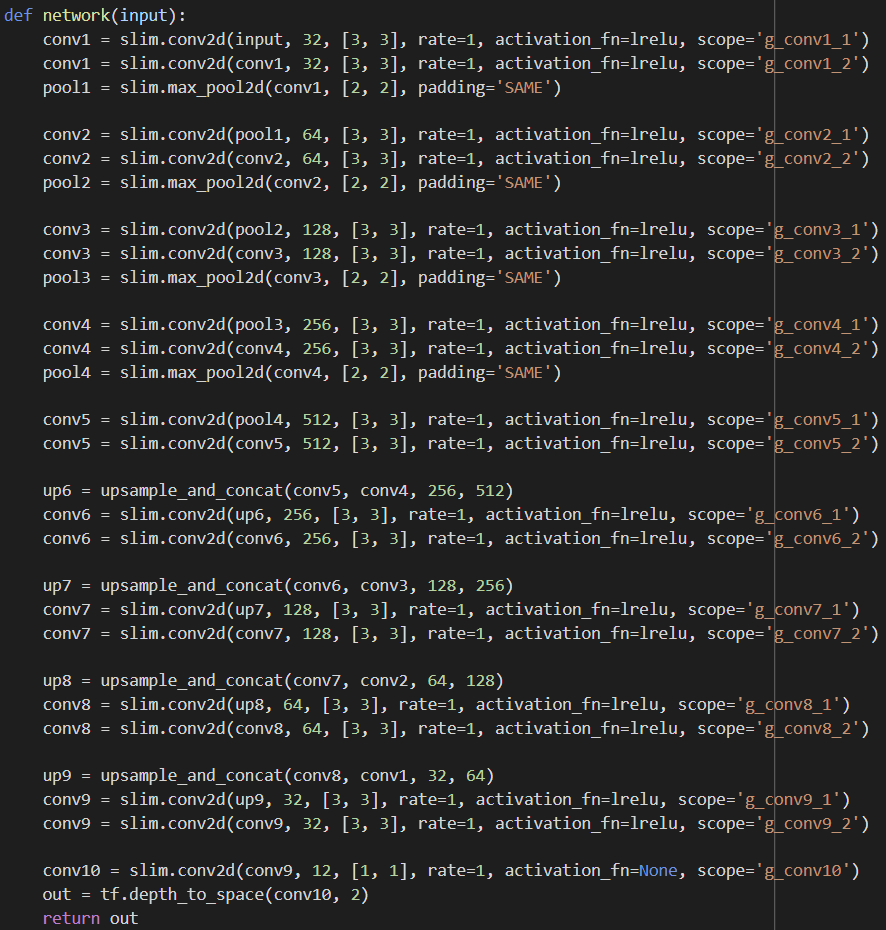 def network(input):
    conv1 = slim.conv2d(input, 32, [3, 3], rate=1, activation_fn=lrelu, scope='g_conv1_1')
    conv1 = slim.conv2d(conv1, 32, [3, 3], rate=1, activation_fn=lrelu, scope='g_conv1_2')
    pool1 = slim.max_pool2d(conv1, [2, 2], padding='SAME')

    conv2 = slim.conv2d(pool1, 64, [3, 3], rate=1, activation_fn=lrelu, scope='g_conv2_1')
    conv2 = slim.conv2d(conv2, 64, [3, 3], rate=1, activation_fn=lrelu, scope='g_conv2_2')
    pool2 = slim.max_pool2d(conv2, [2, 2], padding='SAME')

    conv3 = slim.conv2d(pool2, 128, [3, 3], rate=1, activation_fn=lrelu, scope='g_conv3_1')
    conv3 = slim.conv2d(conv3, 128, [3, 3], rate=1, activation_fn=lrelu, scope='g_conv3_2')
    pool3 = slim.max_pool2d(conv3, [2, 2], padding='SAME')

    conv4 = slim.conv2d(pool3, 256, [3, 3], rate=1, activation_fn=lrelu, scope='g_conv4_1')
    conv4 = slim.conv2d(conv4, 256, [3, 3], rate=1, activation_fn=lrelu, scope='g_conv4_2')
    pool4 = slim.max_pool2d(conv4, [2, 2], padding='SAME')

    conv5 = slim.conv2d(pool4, 512, [3, 3], rate=1, activation_fn=lrelu, scope='g_conv5_1')
    conv5 = slim.conv2d(conv5, 512, [3, 3], rate=1, activation_fn=lrelu, scope='g_conv5_2')

    up6 = upsample_and_concat(conv5, conv4, 256, 512)
    conv6 = slim.conv2d(up6, 256, [3, 3], rate=1, activation_fn=lrelu, scope='g_conv6_1')
    conv6 = slim.conv2d(conv6, 256, [3, 3], rate=1, activation_fn=lrelu, scope='g_conv6_2')

    up7 = upsample_and_concat(conv6, conv3, 128, 256)
    conv7 = slim.conv2d(up7, 128, [3, 3], rate=1, activation_fn=lrelu, scope='g_conv7_1')
    conv7 = slim.conv2d(conv7, 128, [3, 3], rate=1, activation_fn=lrelu, scope='g_conv7_2')

    up8 = upsample_and_concat(conv7, conv2, 64, 128)
    conv8 = slim.conv2d(up8, 64, [3, 3], rate=1, activation_fn=lrelu, scope='g_conv8_1')
    conv8 = slim.conv2d(conv8, 64, [3, 3], rate=1, activation_fn=lrelu, scope='g_conv8_2')

    up9 = upsample_and_concat(conv8, conv1, 32, 64)
    conv9 = slim.conv2d(up9, 32, [3, 3], rate=1, activation_fn=lrelu, scope='g_conv9_1')
    conv9 = slim.conv2d(conv9, 32, [3, 3], rate=1, activation_fn=lrelu, scope='g_conv9_2')

    conv10 = slim.conv2d(conv9, 12, [1, 1], rate=1, activation_fn=None, scope='g_conv10')
    out = tf.depth_to_space(conv10, 2)
    return out